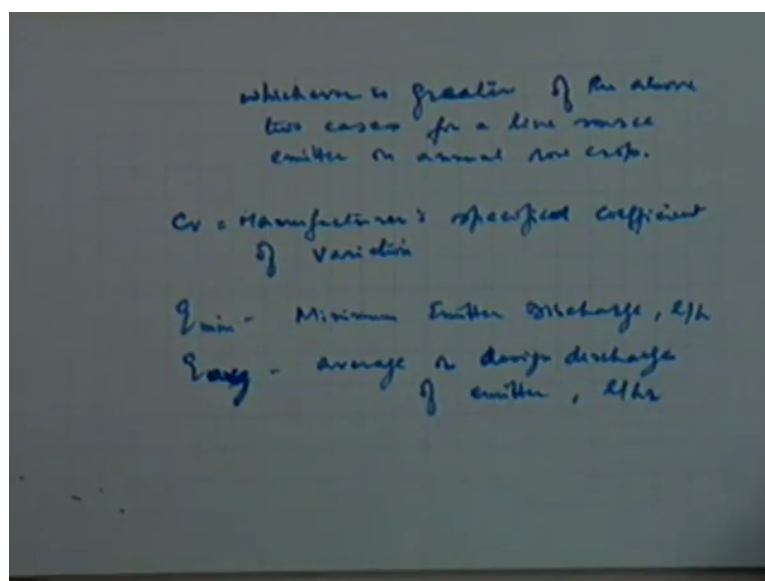 whichever is greater of the above
two cases for a line source
emitter on annual row crop.
Cv = Manufacturer's specified coefficient
of variation
qmin - Minimum Emitter Discharge, l/h
qavg - average or design discharge
of emitter, l/hr